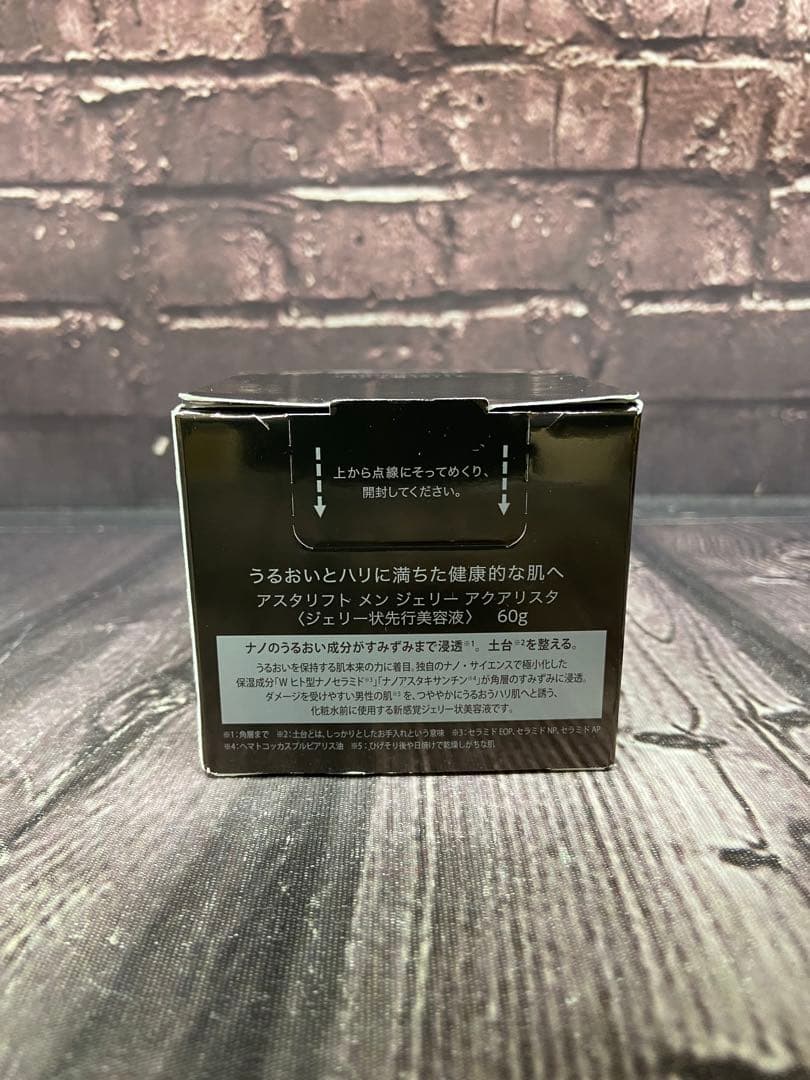 上から点線にそってめくり、
開封してください。
うるおいとハリに満ちた健康的な肌へ
アスタリフト メン ジェリー アクアリスタ
〈ジェリー状先行美容液〉 60g
ナノのうるおい成分がすみずみまで浸透※1。土台※2を整える。
うるおいを保持する肌本来の力に着目。独自のナノ・サイエンスで極小化した
保湿成分「W ヒト型ナノセラミド※3」「ナノアスタキサンチン※4」が角層のすみずみに浸透。
ダメージを受けやすい男性の肌※5を、つややかにうるおうハリ肌へと誘う、
化粧水前に使用する新感覚ジェリー状美容液です。
※1：角層まで ※2：土台とは、しっかりとしたお手入れという意味 ※3：セラミド EOP、セラミド NP、セラミド AP
※4：ヘマトコッカスプルビアリス油 ※5：ひげそり後や日焼けで乾燥しがちな肌